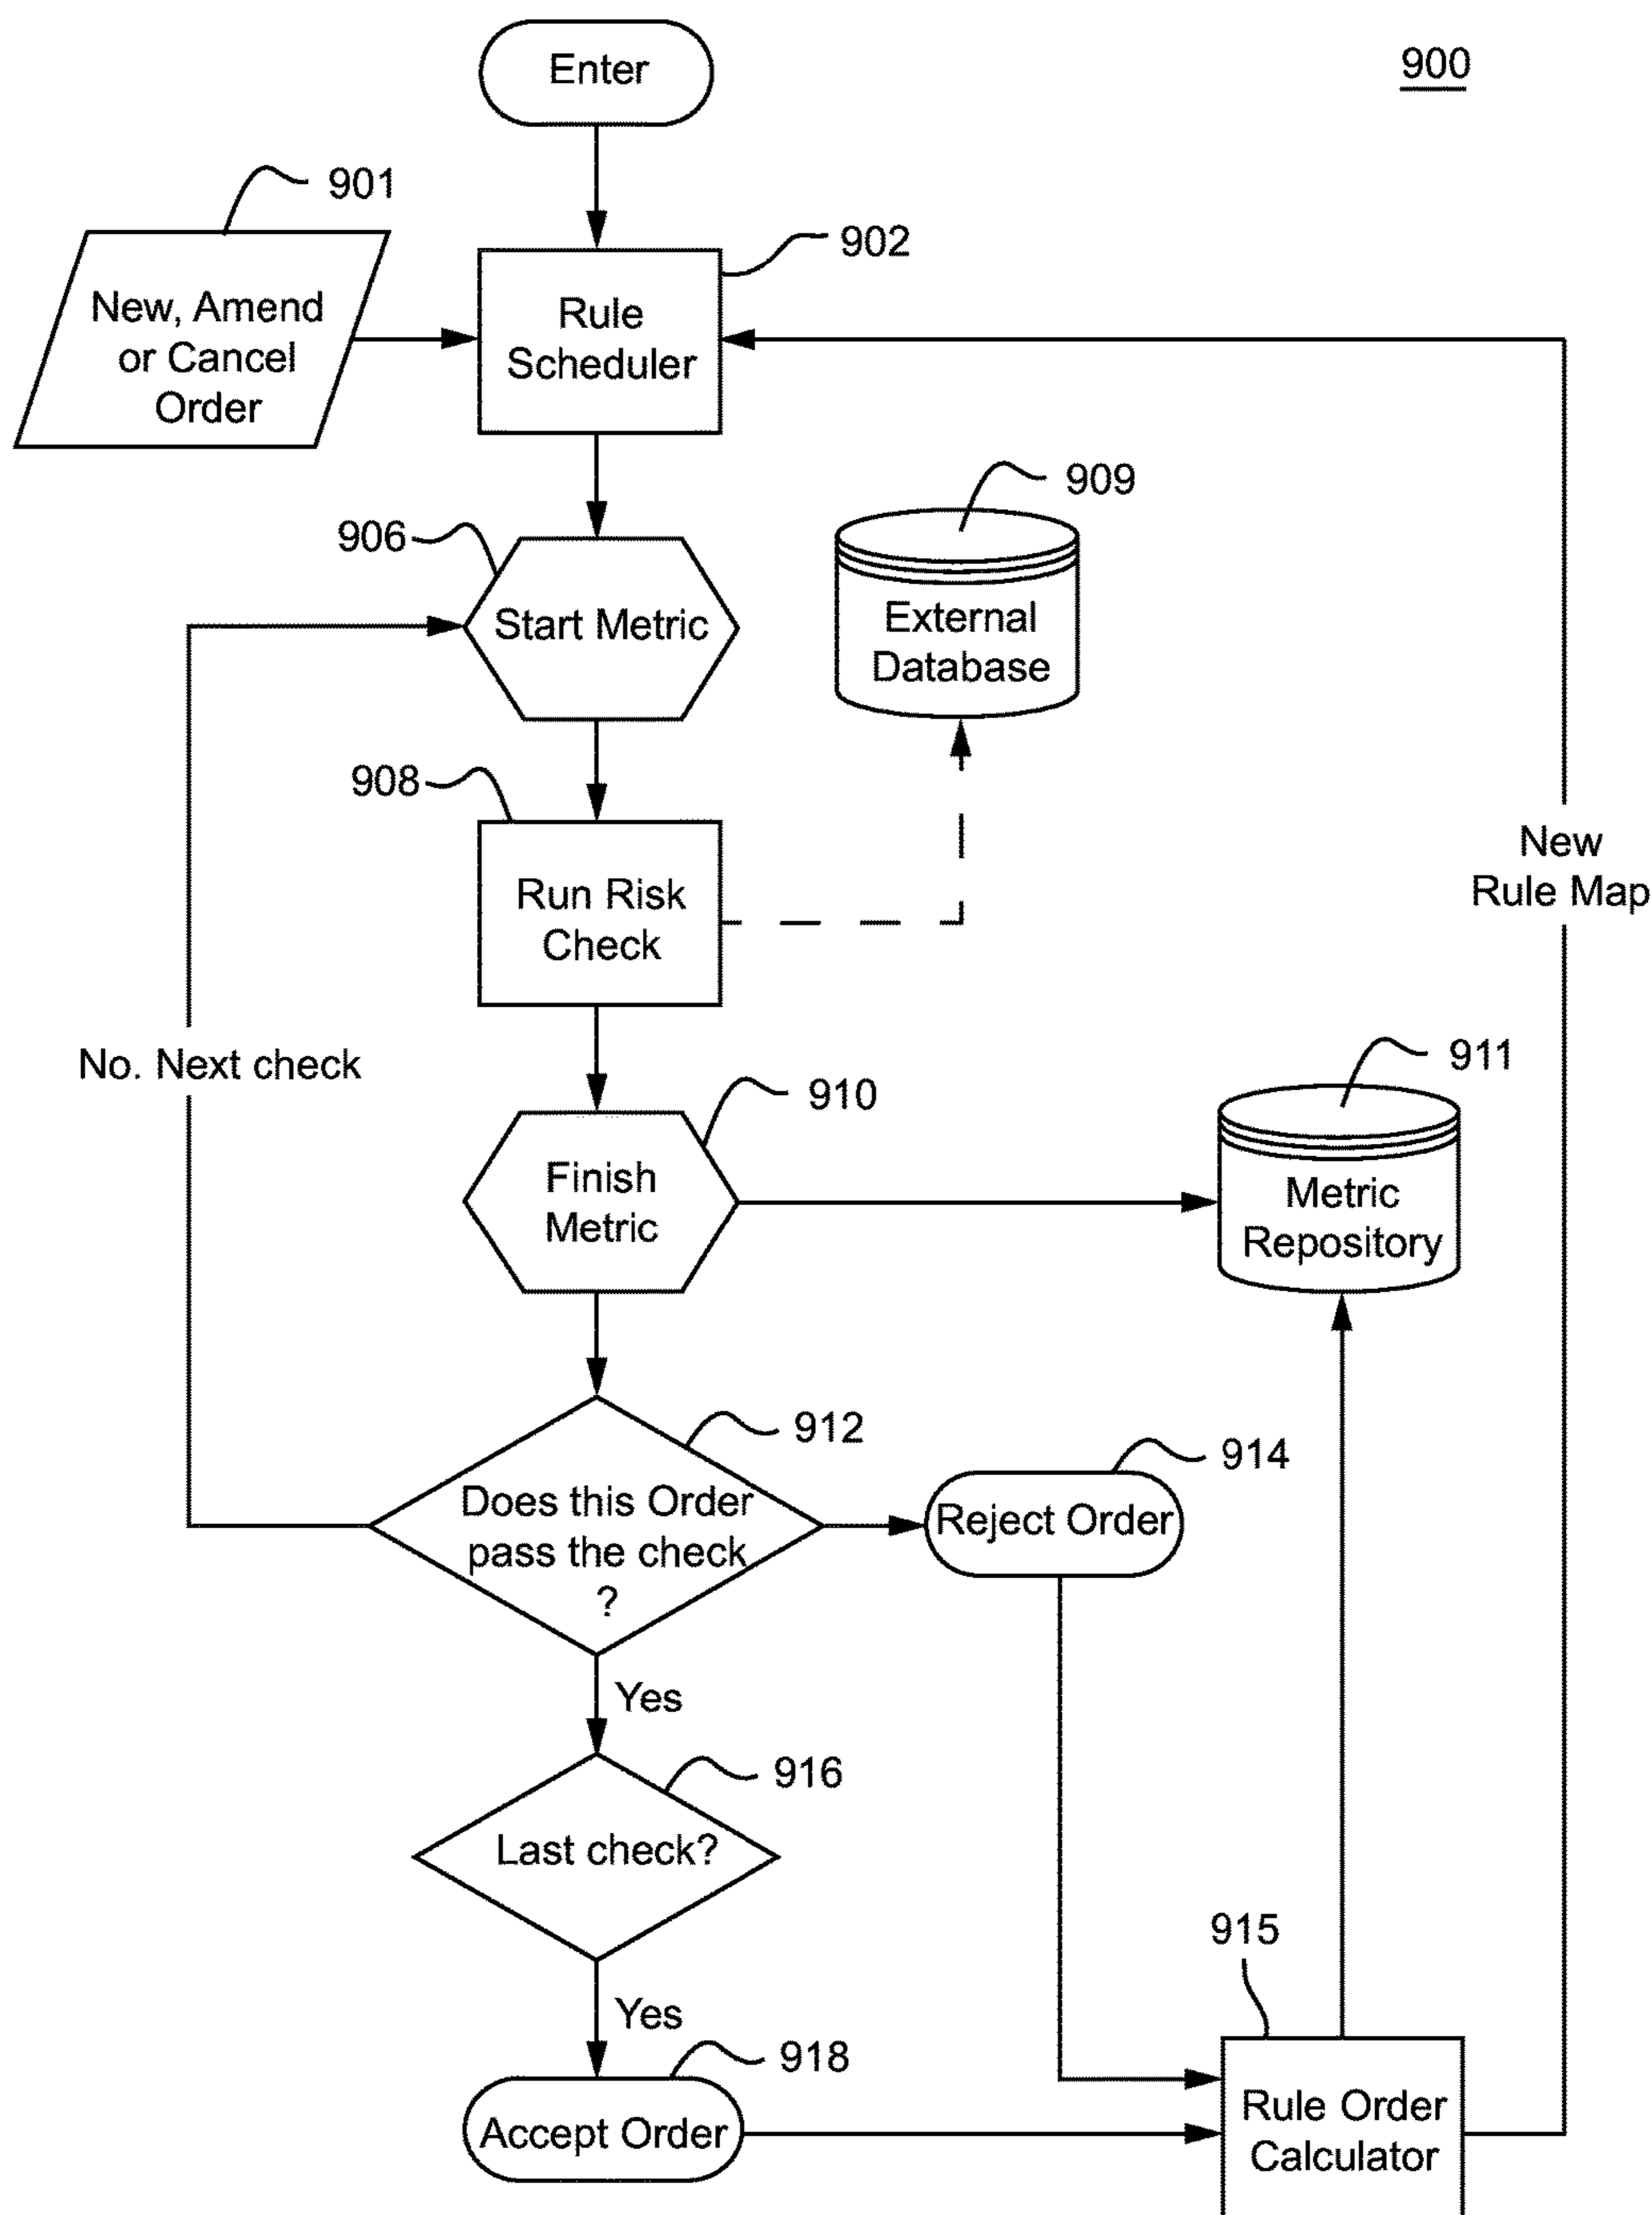 Enter
900
901
902
New, Amend
or Cancel
Order
Rule
Scheduler
909
906
Start Metric
External
Database
908
New
Rule Map
Run Risk
Check
No. Next check
911
910
Finish
Metric
Metric
Repository
912
914
Does this Order
pass the check
?
Reject Order
Yes
916
Last check?
915
Yes
918
Accept Order
Rule Order
Calculator